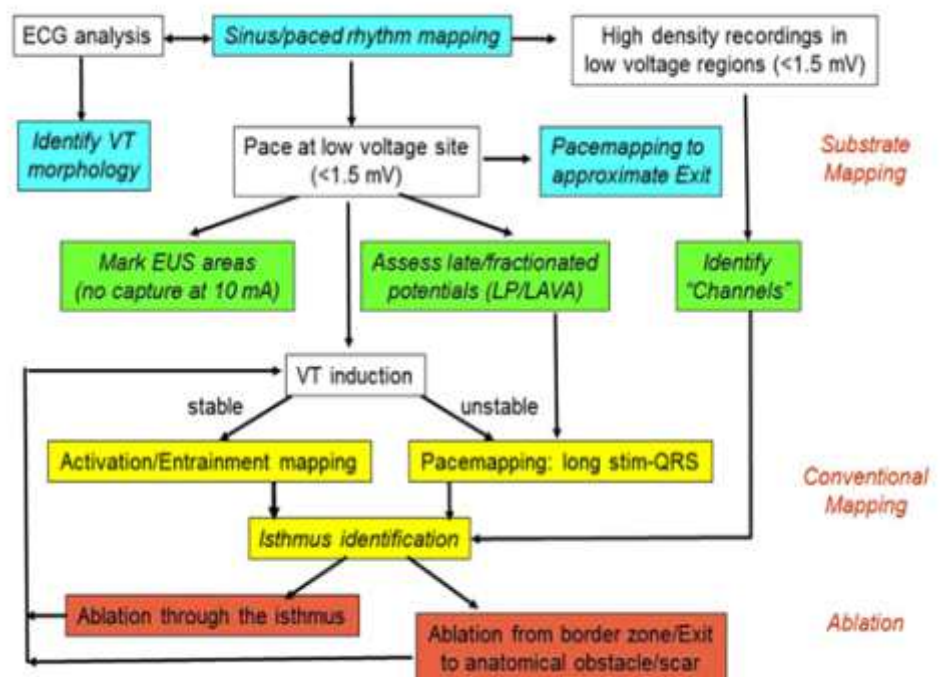 ECG analysis
Sinus/paced rhythm mapping
High density recordings in
low voltage regions (<1.5 mV)
Identify VT
morphology
Pace at low voltage site
(<1.5 mV)
Pacemapping to
approximate Exit
Substrate
Mapping
Mark EUS areas
(no capture at 10 mA)
Assess late/fractionated
potentials (LP/LAVA)
Identify
“Channels”
VT induction
stable
unstable
Activation/Entrainment mapping
Pacemapping: long stim-QRS
Conventional
Mapping
Isthmus identification
Ablation through the isthmus
Ablation from border zone/Exit
to anatomical obstacle/scar
Ablation